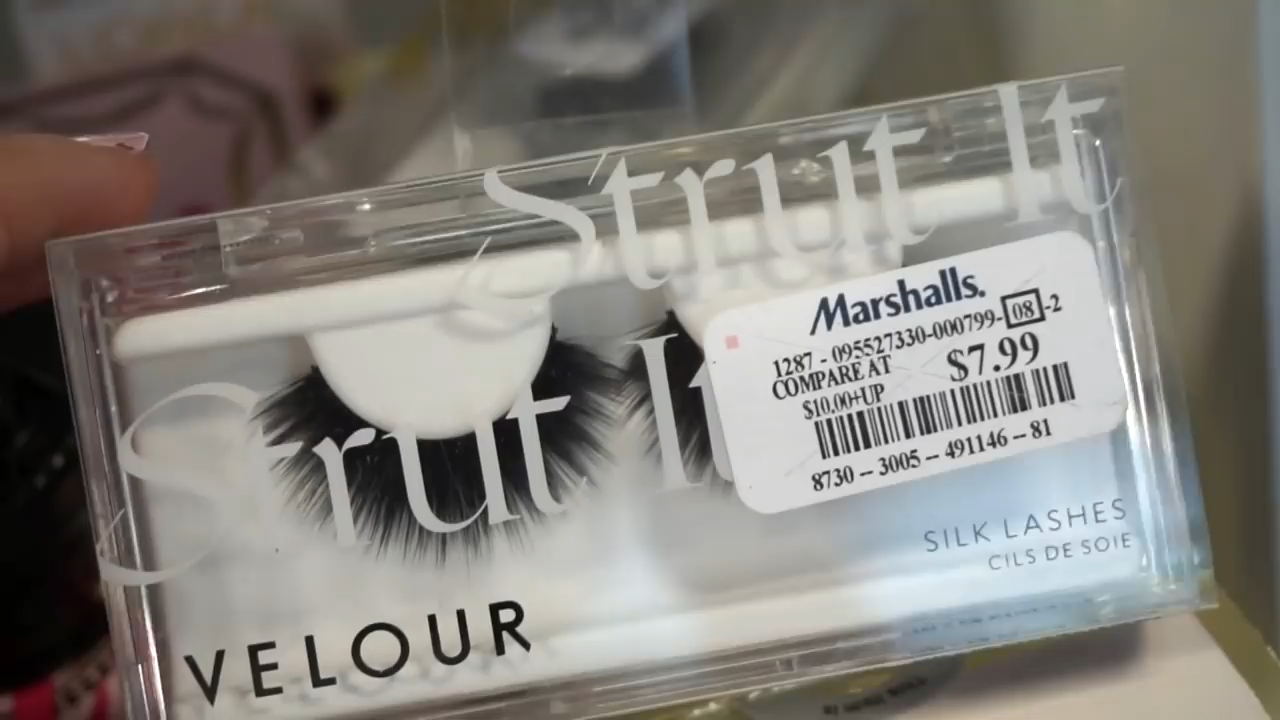 Strut It
Strut It
Marshalls.
1287 - 095527330-000799-08-2
COMPARE AT
$7.99
$10.00+UP
8730 - 3005 - 491146 - 81
SILK LASHES
CILS DE SOIE
VELOUR